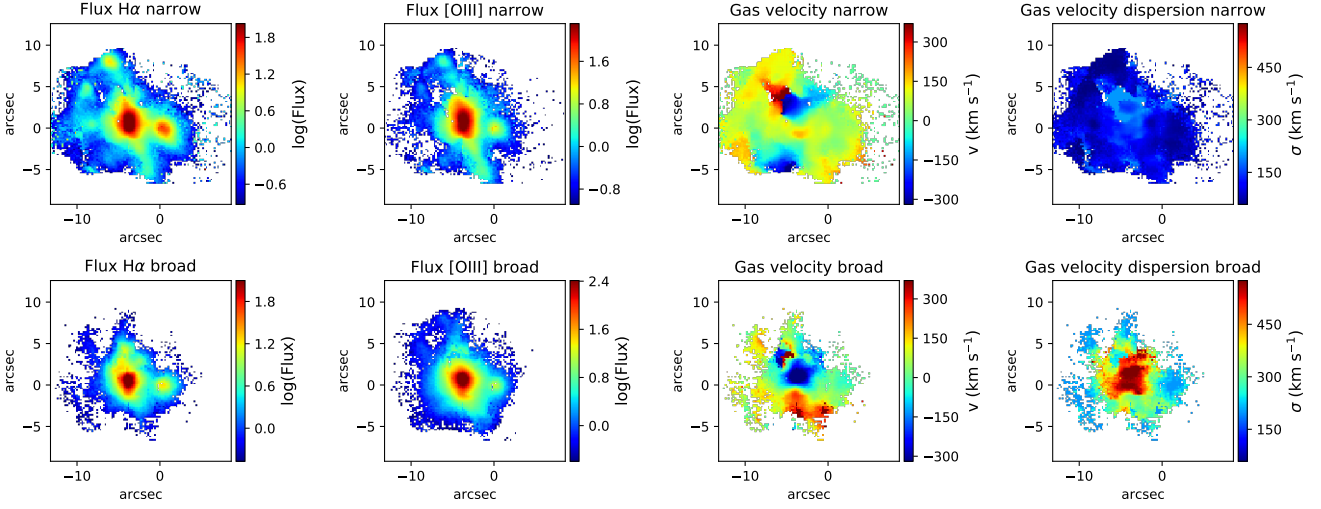 Flux Hα narrow
Flux [OIII] narrow
Gas velocity narrow
Gas velocity dispersion narrow
10
5
0
−5
arcsec
−10
0
arcsec
1.8
1.2
0.6
0.0
−0.6
log(Flux)
10
5
0
−5
arcsec
−10
0
arcsec
1.6
0.8
0.0
−0.8
log(Flux)
10
5
0
−5
arcsec
−10
0
arcsec
300
150
0
−150
−300
v (km s⁻¹)
10
5
0
−5
arcsec
−10
0
arcsec
450
300
150
σ (km s⁻¹)
Flux Hα broad
Flux [OIII] broad
Gas velocity broad
Gas velocity dispersion broad
10
5
0
−5
arcsec
−10
0
arcsec
1.8
1.2
0.6
0.0
log(Flux)
10
5
0
−5
arcsec
−10
0
arcsec
2.4
1.6
0.8
0.0
log(Flux)
10
5
0
−5
arcsec
−10
0
arcsec
300
150
0
−150
−300
v (km s⁻¹)
10
5
0
−5
arcsec
−10
0
arcsec
450
300
150
σ (km s⁻¹)